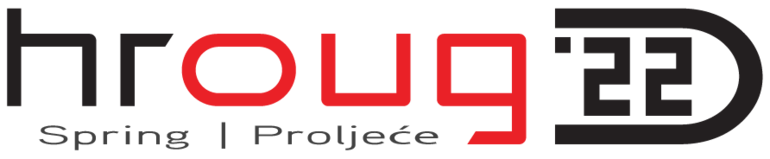 hroug '22
Spring | Proljeće